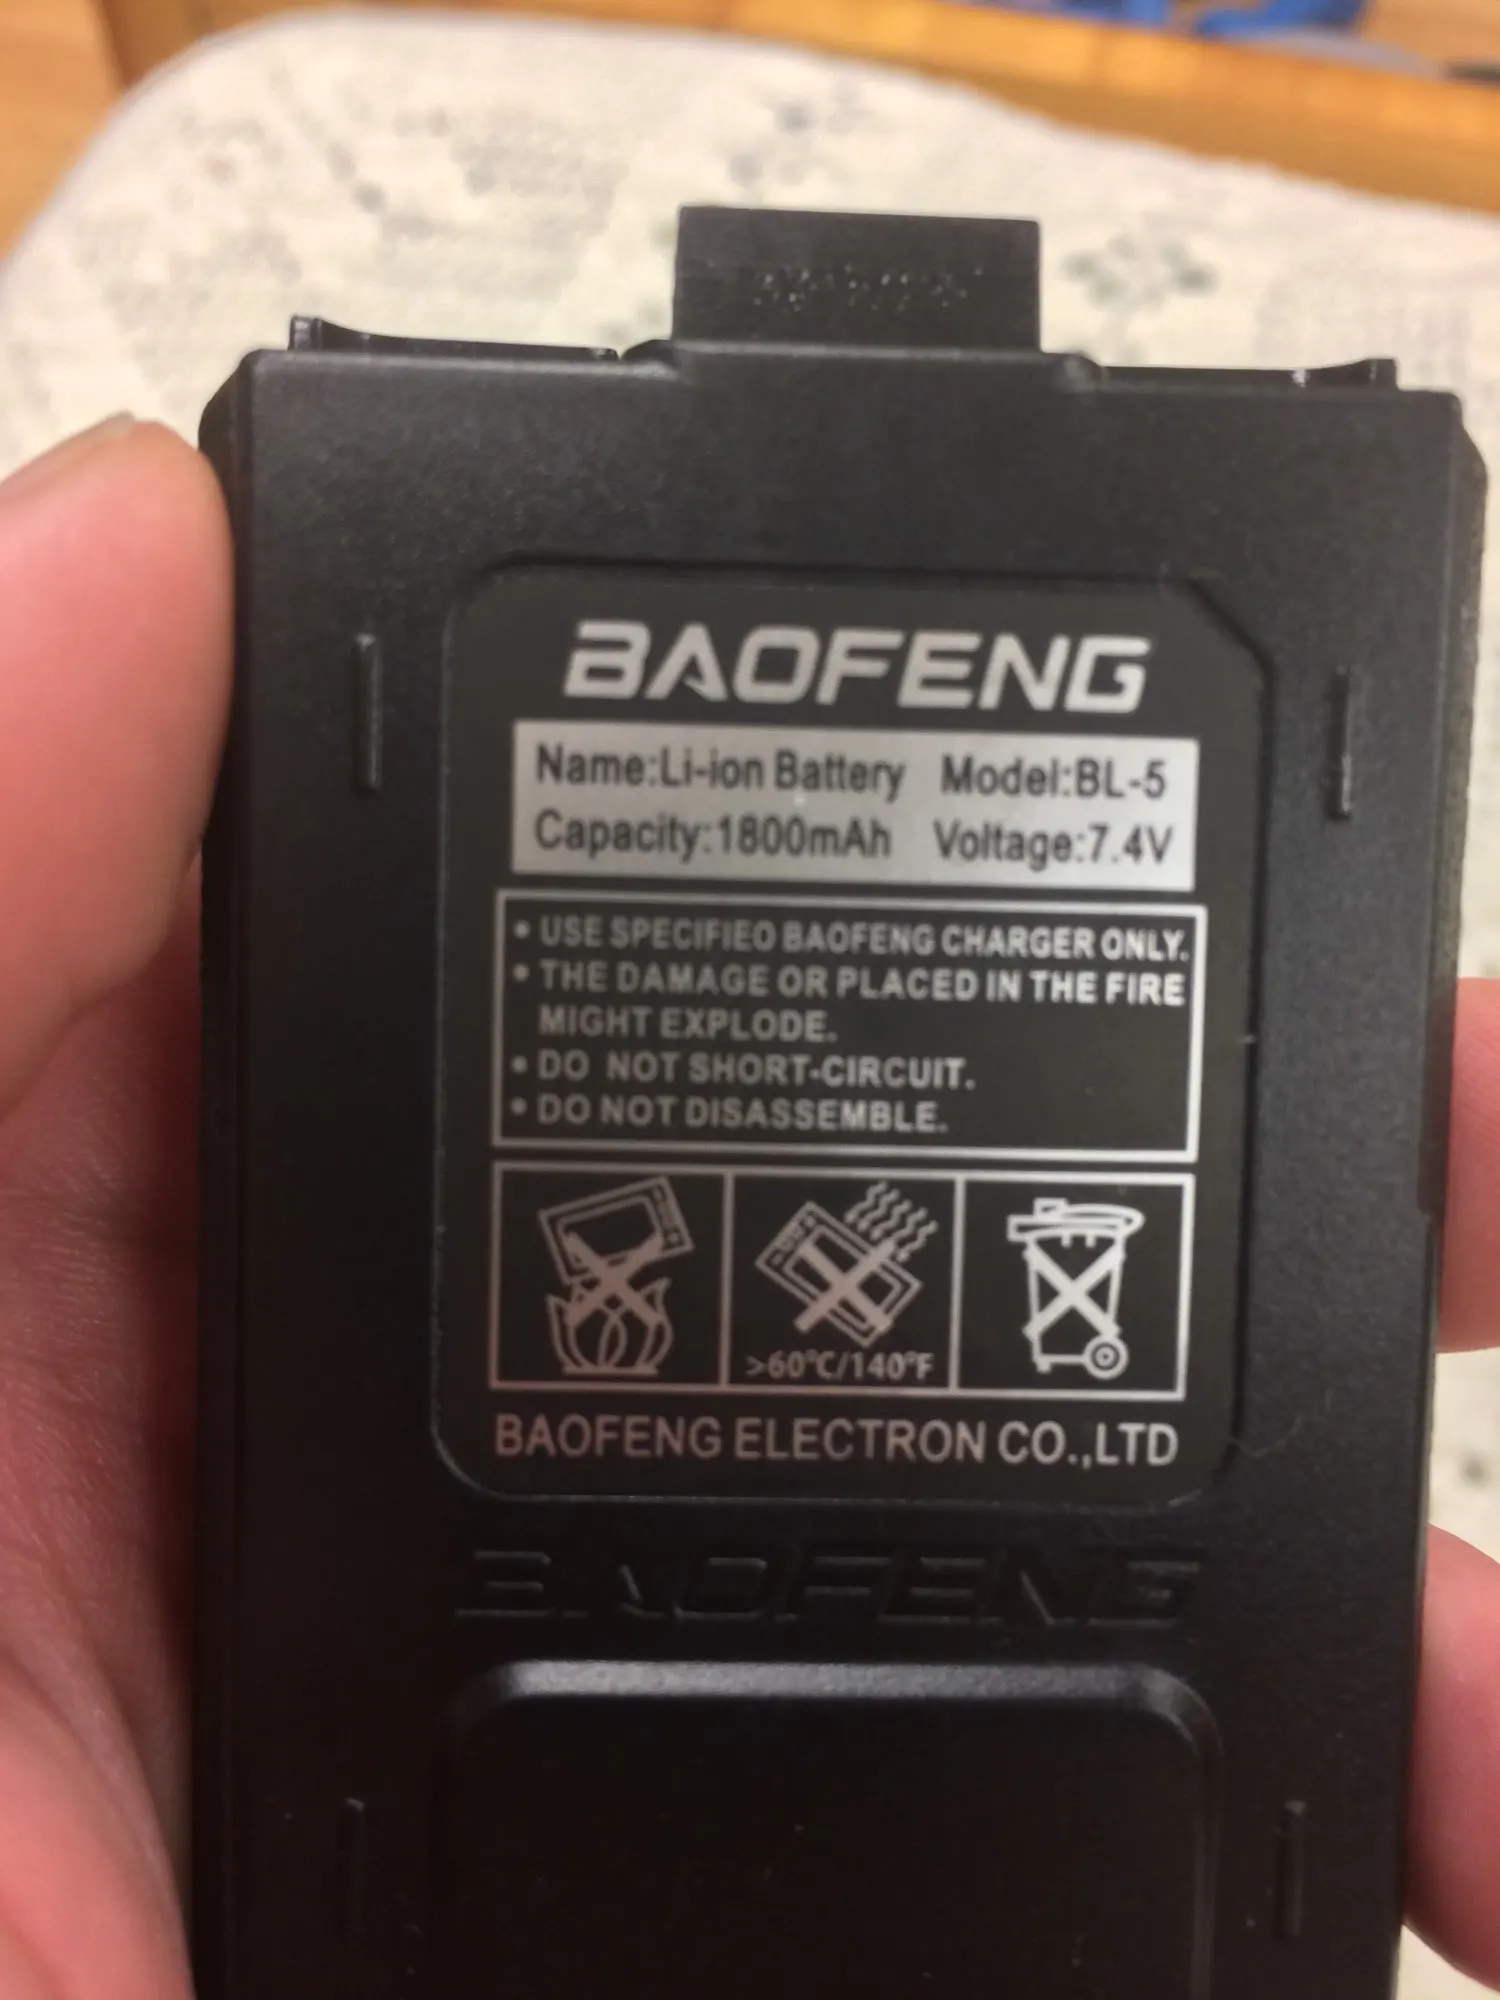 BAOFENG
Name:Li-ion Battery Model:BL-5
Capacity:1800mAh Voltage:7.4V
• USE SPECIFIEO BAOFENG CHARGER ONLY.
• THE DAMAGE OR PLACED IN THE FIRE
MIGHT EXPLODE.
• DO NOT SHORT-CIRCUIT.
• DO NOT DISASSEMBLE.
>60°C/140°F
BAOFENG ELECTRON CO.,LTD
BAOFENG